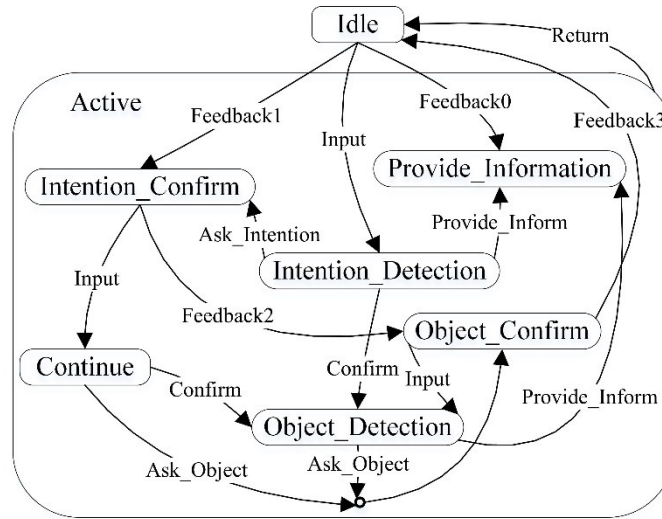 Idle
Return
Active
Feedback1
Feedback0
Feedback3
Input
Intention_Confirm
Provide_Information
Ask_Intention
Provide_Inform
Intention_Detection
Input
Feedback2
Object_Confirm
Continue
Confirm
Input
Confirm
Provide_Inform
Object_Detection
Ask_Object
Ask_Object